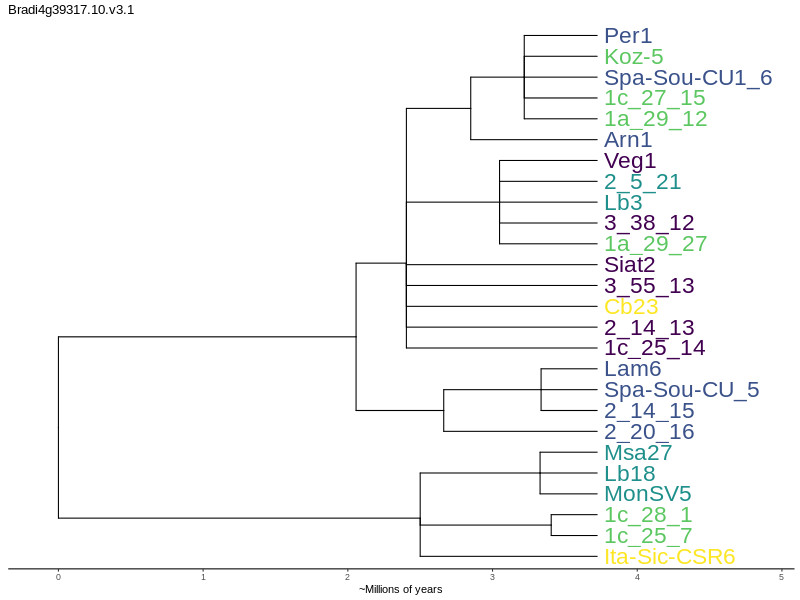 Bradi4g39317.10.v3.1
Per1
Koz-5
Spa-Sou-CU1_6
1c_27_15
1a_29_12
Arn1
Veg1
2_5_21
Lb3
3_38_12
1a_29_27
Siat2
3_55_13
Cb23
2_14_13
1c_25_14
Lam6
Spa-Sou-CU_5
2_14_15
2_20_16
Msa27
Lb18
MonSV5
1c_28_1
1c_25_7
Ita-Sic-CSR6
0 1 2 3 4 5
~Millions of years